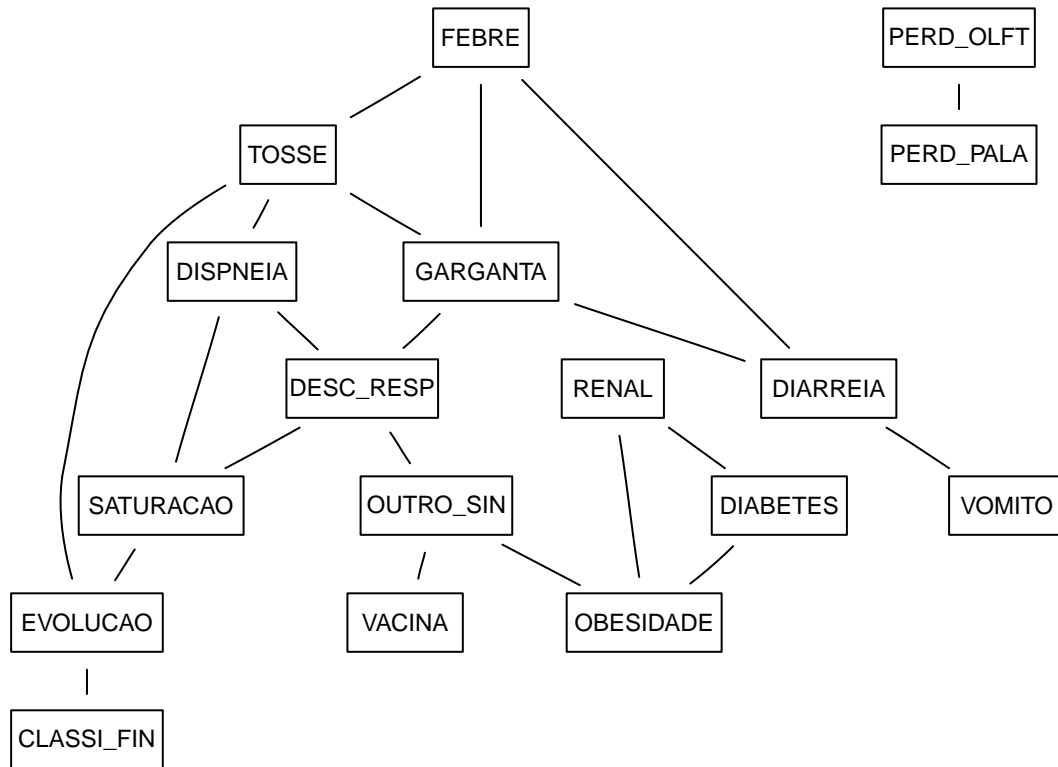 FEBRE
PERD_OLFT
TOSSE
PERD_PALA
DISPNEIA
GARGANTA
DESC_RESP
RENAL
DIARREIA
SATURACAO
OUTRO_SIN
DIABETES
VOMITO
EVOLUCAO
VACINA
OBESIDADE
CLASSI_FIN